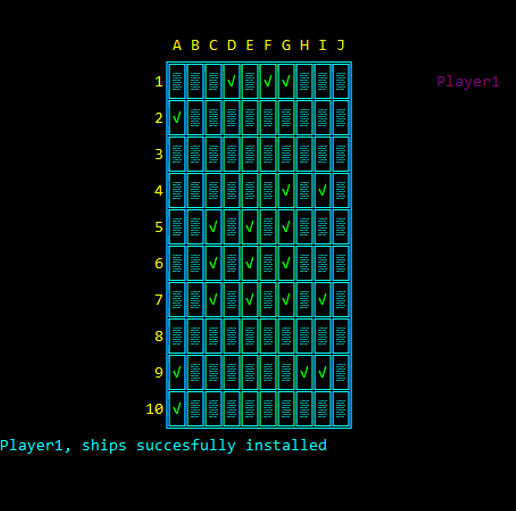 A B C D E F G H I J
1 √ √ √ Player1
2 √
3
4 √ √
5 √ √ √
6 √ √ √
7 √ √ √ √
8
9 √ √ √
10 √
Player1, ships succesfully installed